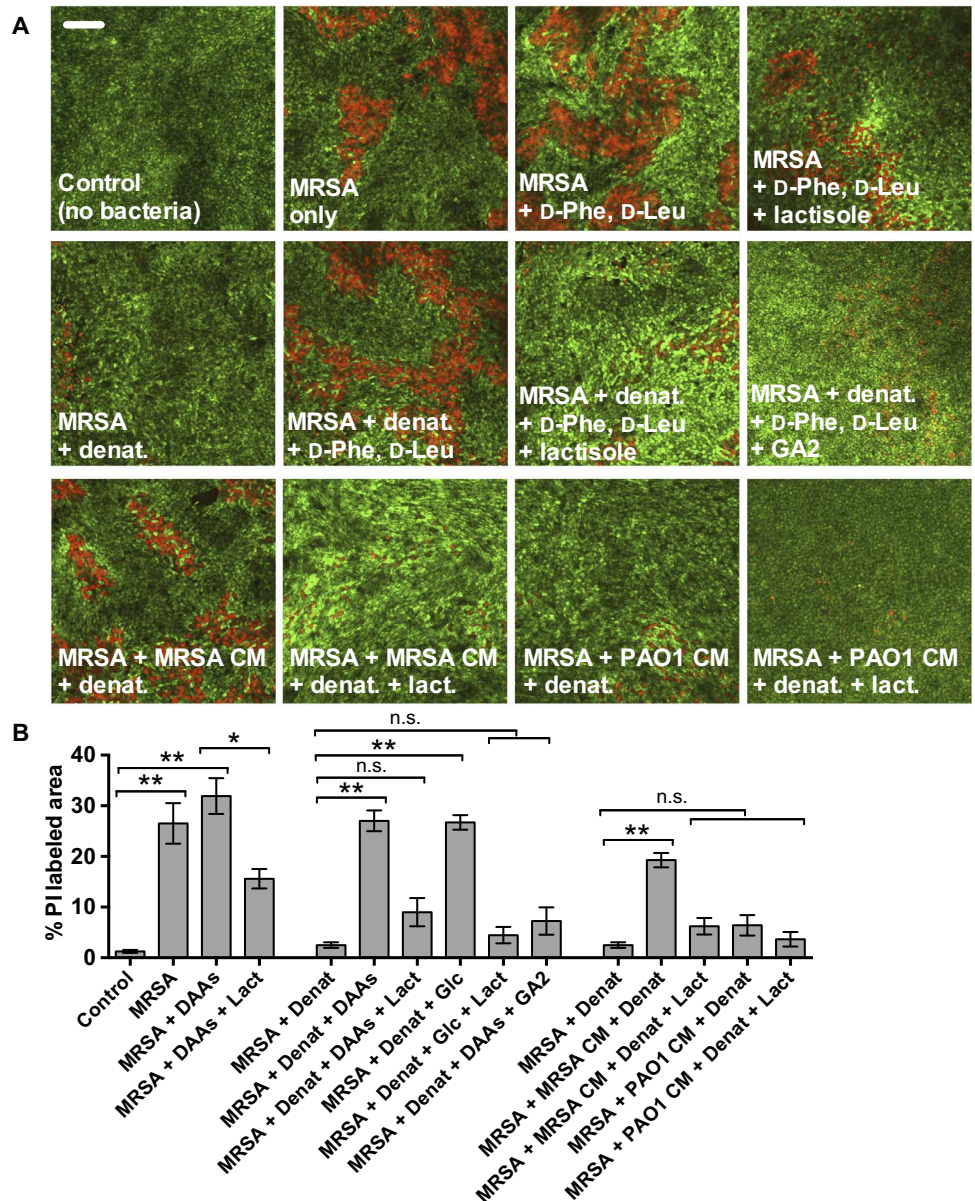 A
Control
(no bacteria)
MRSA
only
MRSA
+ D-Phe, D-Leu
MRSA
+ D-Phe, D-Leu
+ lactisole
MRSA
+ denat.
MRSA + denat.
+ D-Phe, D-Leu
MRSA + denat.
+ D-Phe, D-Leu
+ lactisole
MRSA + denat.
+ D-Phe, D-Leu
+ GA2
MRSA + MRSA CM
+ denat.
MRSA + MRSA CM
+ denat. + lact.
MRSA + PAO1 CM
+ denat.
MRSA + PAO1 CM
+ denat. + lact.
B
% PI labeled area
40
30
20
10
0
**
**
*
n.s.
**
n.s.
**
n.s.
**
Control
MRSA
MRSA + DAAs
MRSA + DAAs + Lact
MRSA + Denat
MRSA + Denat + DAAs
MRSA + Denat + DAAs + Lact
MRSA + Denat + Glc
MRSA + Denat + Glc + Lact
MRSA + Denat + DAAs + GA2
MRSA + Denat
MRSA + MRSA CM + Denat
MRSA + MRSA CM + Denat + Lact
MRSA + PAO1 CM + Denat
MRSA + PAO1 CM + Denat + Lact